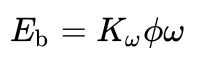 E_b = K_ω ϕ ω